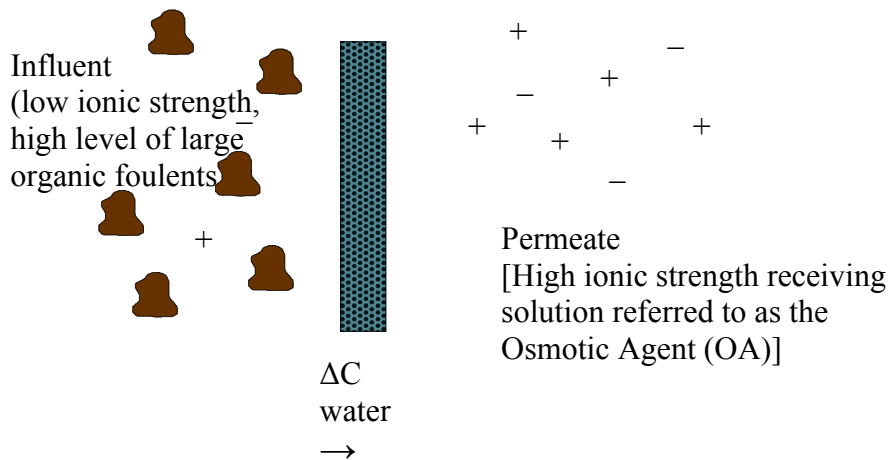 Influent
(low ionic strength,
high level of large
organic foulents
+
−
+
−
+
−
+
+
−
+
Permeate
[High ionic strength receiving
solution referred to as the
Osmotic Agent (OA)]
ΔC
water
→